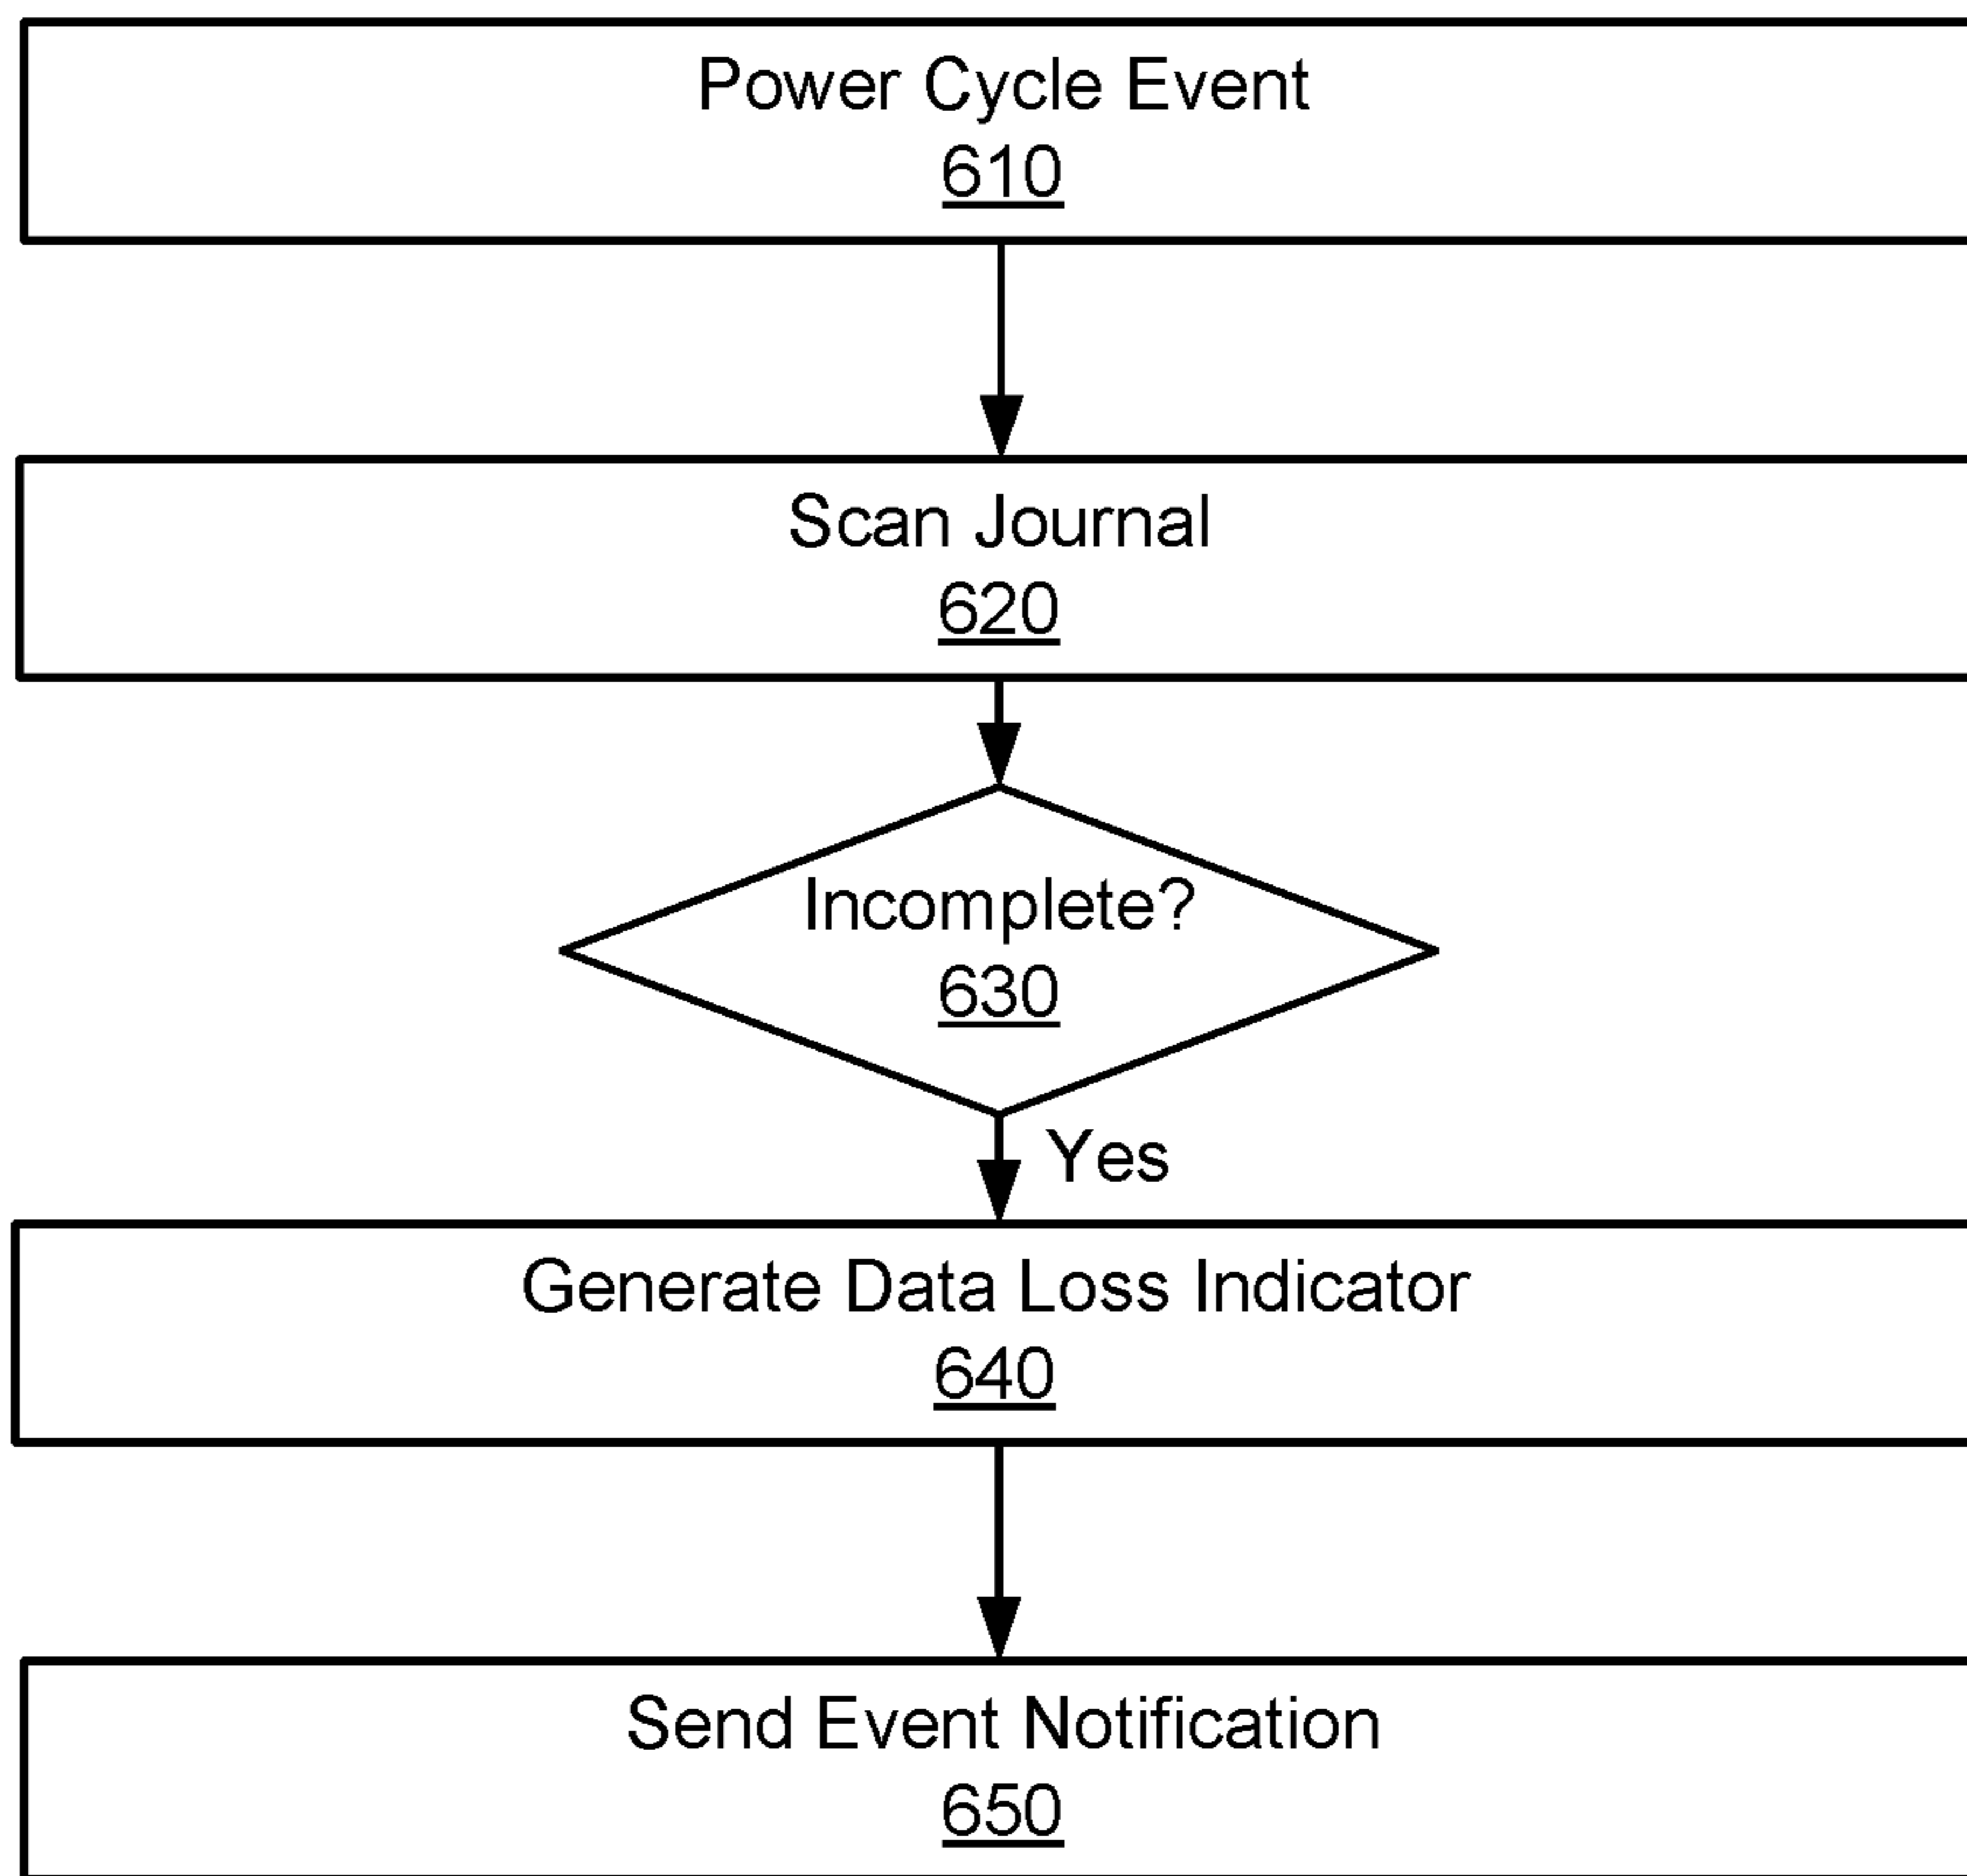 Power Cycle Event
610
Scan Journal
620
Incomplete?
630
Yes
Generate Data Loss Indicator
640
Send Event Notification
650